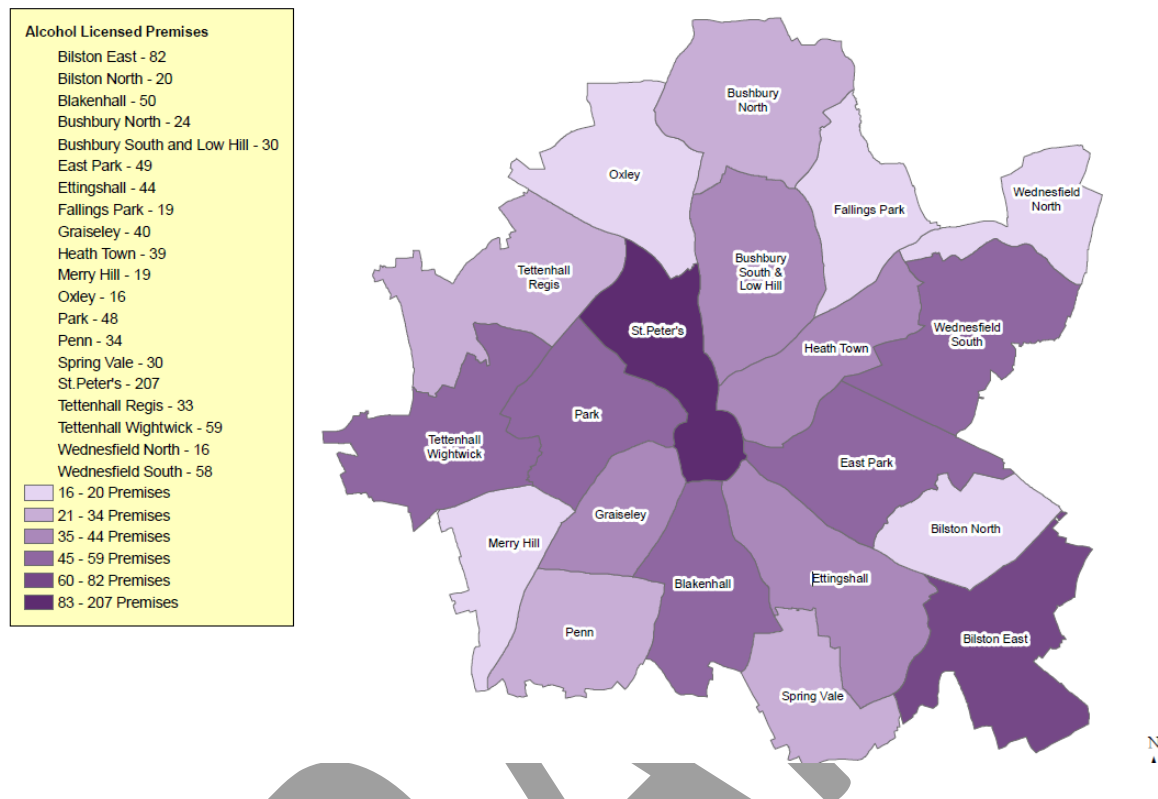 Alcohol Licensed Premises
Bilston East - 82
Bilston North - 20
Blakenhall - 50
Bushbury North - 24
Bushbury South and Low Hill - 30
East Park - 49
Ettingshall - 44
Fallings Park - 19
Graiseley - 40
Heath Town - 39
Merry Hill - 19
Oxley - 16
Park - 48
Penn - 34
Spring Vale - 30
St.Peter's - 207
Tettenhall Regis - 33
Tettenhall Wightwick - 59
Wednesfield North - 16
Wednesfield South - 58
16 - 20 Premises
21 - 34 Premises
35 - 44 Premises
45 - 59 Premises
60 - 82 Premises
83 - 207 Premises
Bushbury
North
Oxley
Wednesfield
North
Fallings Park
Tettenhall
Regis
Bushbury
South &
Low Hill
St.Peter's
Wednesfield
South
Heath Town
Park
Tettenhall
Wightwick
East Park
Graiseley
Bilston North
Merry Hill
Blakenhall
Ettingshall
Penn
Bilston East
Spring Vale
N